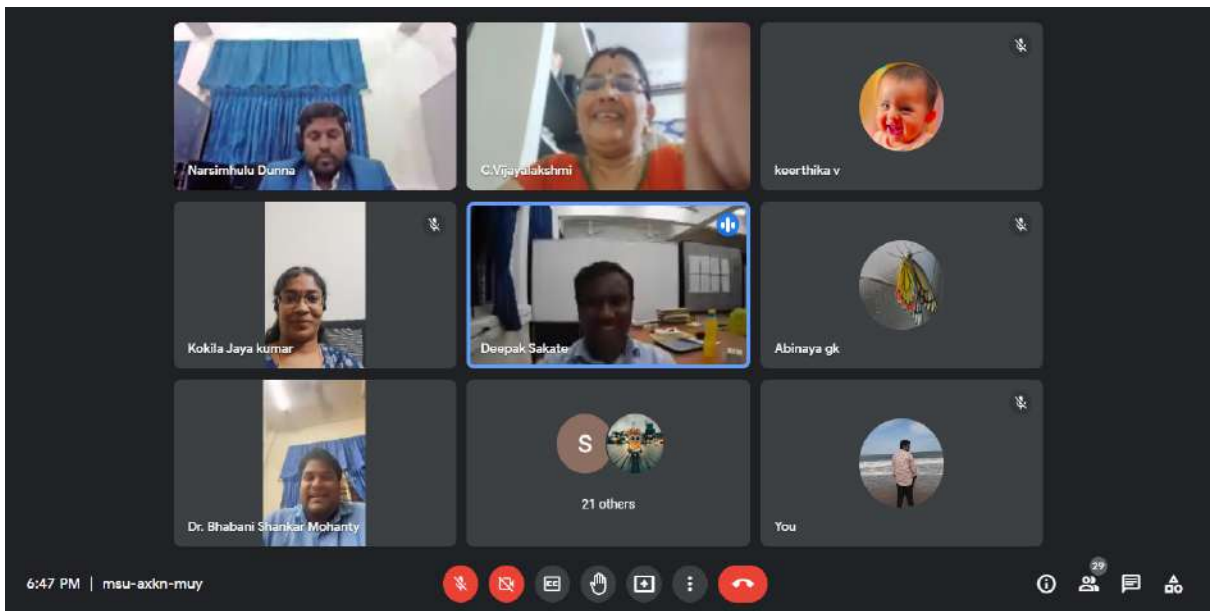 Narsimhulu Dunna
C.Vijayalakshmi
keerthika v
Kokila Jaya kumar
Deepak Sakate
Abinaya gk
Dr. Bhabani Shankar Mohanty
S
21 others
You
6:47 PM | msu-axkn-muy
CC
29